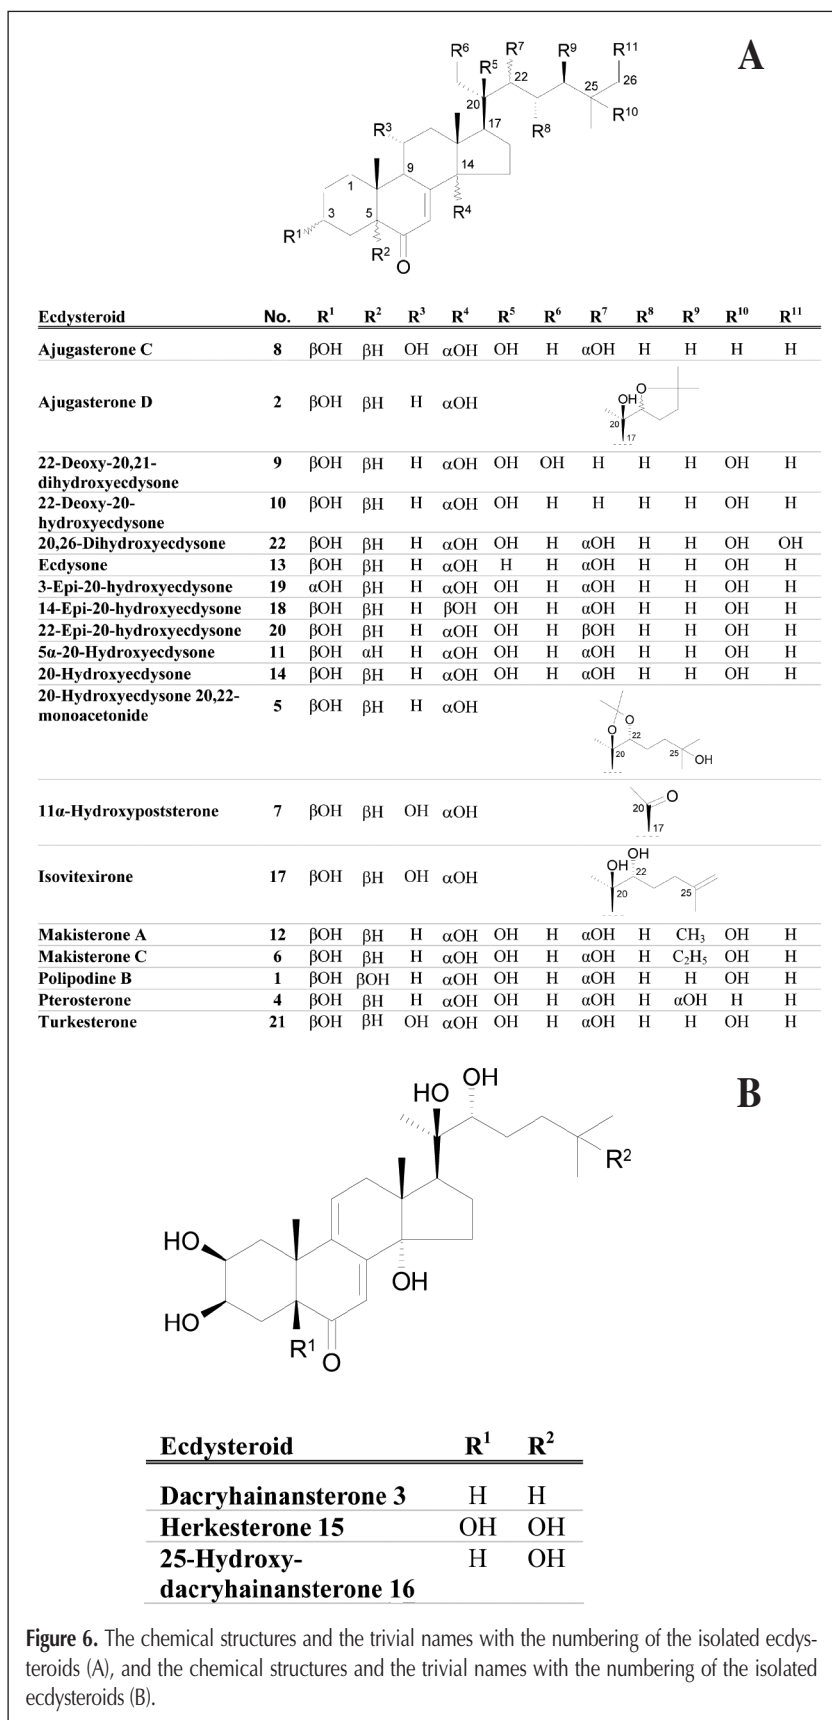 A
R6 R7 R9 R11
R5 22 25 26
20 R10
R8
R3 17
1 9 14
R4
3 5
R1 R2
O
Ecdysteroid No. R1 R2 R3 R4 R5 R6 R7 R8 R9 R10 R11
Ajugasterone C 8 βOH βH OH αOH OH H αOH H H H H
Ajugasterone D 2 βOH βH H αOH
O
OH
20
17
22-Deoxy-20,21-
dihydroxyecdysone 9 βOH βH H αOH OH OH H H H OH H
22-Deoxy-20-
hydroxyecdysone 10 βOH βH H αOH OH H H H H OH H
20,26-Dihydroxyecdysone 22 βOH βH H αOH OH H αOH H H OH OH
Ecdysone 13 βOH βH H αOH H H αOH H H OH H
3-Epi-20-hydroxyecdysone 19 αOH βH H αOH OH H αOH H H OH H
14-Epi-20-hydroxyecdysone 18 βOH βH H βOH OH H αOH H H OH H
22-Epi-20-hydroxyecdysone 20 βOH βH H αOH OH H βOH H H OH H
5α-20-Hydroxyecdysone 11 βOH αH H αOH OH H αOH H H OH H
20-Hydroxyecdysone 14 βOH βH H αOH OH H αOH H H OH H
20-Hydroxyecdysone 20,22-
monoacetonide 5 βOH βH H αOH
O O
22
20 25 OH
11α-Hydroxypoststerone 7 βOH βH OH αOH
O
20
17
Isovitexirone 17 βOH βH OH αOH
OH
OH
22
20 25
Makisterone A 12 βOH βH H αOH OH H αOH H CH3 OH H
Makisterone C 6 βOH βH H αOH OH H αOH H C2H5 OH H
Polipodine B 1 βOH βOH H αOH OH H αOH H H OH H
Pterosterone 4 βOH βH H αOH OH H αOH H αOH H H
Turkesterone 21 βOH βH OH αOH OH H αOH H H OH H
B
HO OH
R2
HO
OH
HO
R1
O
Ecdysteroid R1 R2
Dacryhainansterone 3 H H
Herkesterone 15 OH OH
25-Hydroxy- H OH
dacryhainansterone 16
Figure 6. The chemical structures and the trivial names with the numbering of the isolated ecdys-
teroids (A), and the chemical structures and the trivial names with the numbering of the isolated
ecdysteroids (B).